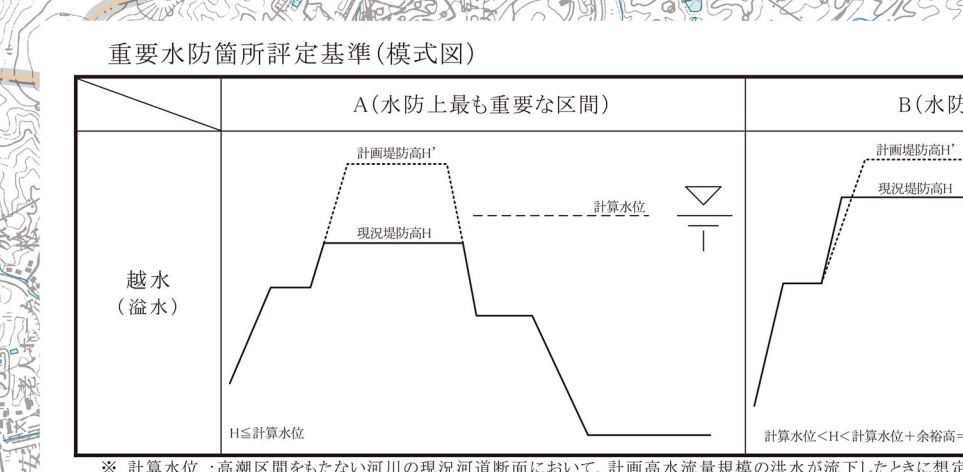 重要水防箇所評定基準(模式図)
A(水防上最も重要な区間)
B(水防
越水
(溢水)
計画堤防高H’
現況堤防高H
計算水位
H≦計算水位
計画堤防高H’
現況堤防高H
計算水位<H<計算水位+余裕高=
※ 計算水位 :高潮区間をもたない河川の現況河道断面において、計画高水流量規模の洪水が流下したときに想定
老人ホ